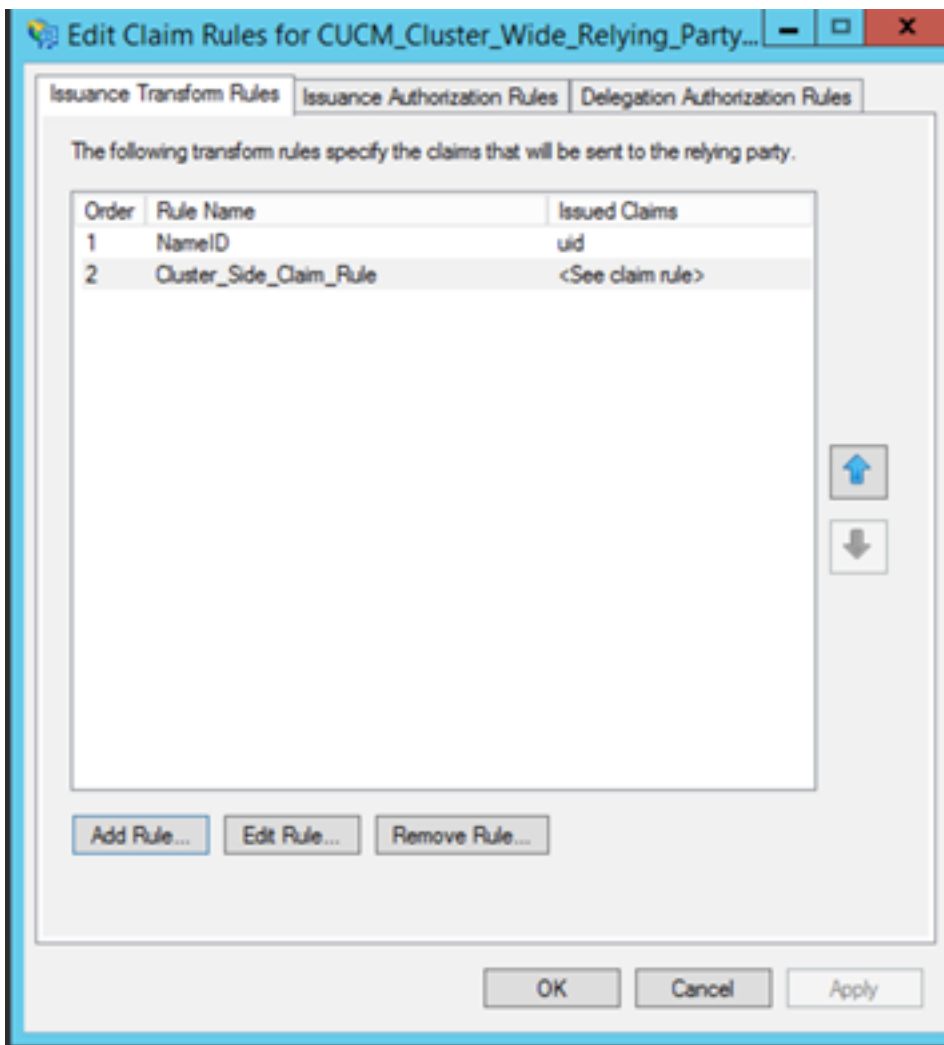 Edit Claim Rules for CUCM_Cluster_Wide_Relying_Party...
Issuance Transform Rules Issuance Authorization Rules Delegation Authorization Rules
The following transform rules specify the claims that will be sent to the relying party.
Order Rule Name Issued Claims
1 NameID uid
2 Cluster_Side_Claim_Rule <See claim rule>
Add Rule... Edit Rule... Remove Rule...
OK Cancel Apply